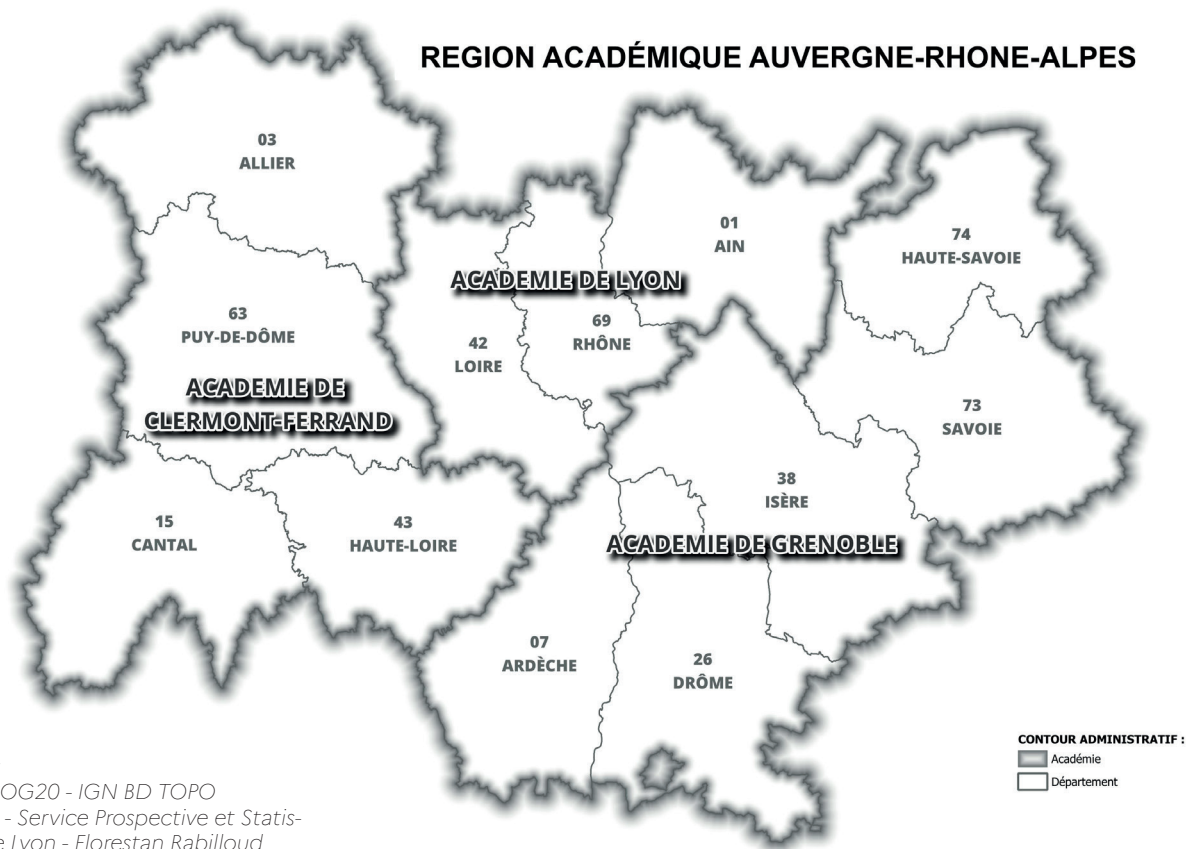 REGION ACADÉMIQUE AUVERGNE-RHONE-ALPES
03
ALLIER
01
AIN
74
HAUTE-SAVOIE
ACADEMIE DE LYON
63
PUY-DE-DÔME
69
RHÔNE
42
LOIRE
ACADEMIE DE
CLERMONT-FERRAND
73
SAVOIE
38
ISÈRE
15
CANTAL
43
HAUTE-LOIRE
ACADEMIE DE GRENOBLE
07
ARDÈCHE
26
DRÔME
CONTOUR ADMINISTRATIF :
Académie
Département
OG20 - IGN BD TOPO
- Service Prospective et Statis-
e Lyon - Florestan Rabilloud